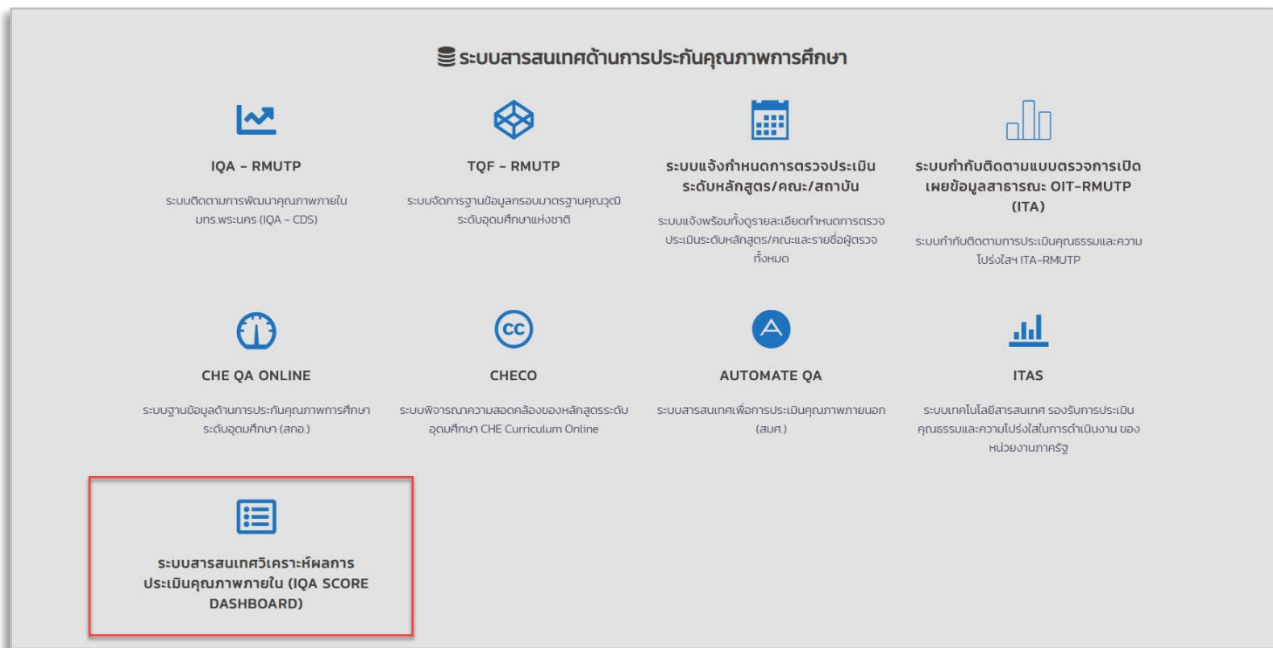 ระบบสารสนเทศด้านการประกันคุณภาพการศึกษา
IQA – RMUTP
ระบบติดตามการพัฒนาคุณภาพภายใน
มทร.พระนคร (IQA – CDS)
TQF – RMUTP
ระบบจัดการฐานข้อมูลกรอบมาตรฐานคุณวุฒิ
ระดับอุดมศึกษาแห่งชาติ
ระบบแจ้งกำหนดการตรวจประเมิน
ระดับหลักสูตร/คณะ/สถาบัน
ระบบแจ้งพร้อมทั้งดูรายละเอียดกำหนดการตรวจ
ประเมินระดับหลักสูตร/คณะและรายชื่อผู้ตรวจ
ทั้งหมด
ระบบกำกับติดตามแบบตรวจการเปิด
เผยข้อมูลสาธารณะ OIT-RMUTP
(ITA)
ระบบกำกับติดตามการประเมินคุณธรรมและความ
โปร่งใสฯ ITA-RMUTP
CHE QA ONLINE
ระบบฐานข้อมูลด้านการประกันคุณภาพการศึกษา
ระดับอุดมศึกษา (สกอ.)
CHECO
ระบบพิจารณาความสอดคล้องของหลักสูตรระดับ
อุดมศึกษา CHE Curriculum Online
AUTOMATE QA
ระบบสารสนเทศเพื่อการประเมินคุณภาพภายนอก
(สมศ.)
ITAS
ระบบเทคโนโลยีสารสนเทศ รองรับการประเมิน
คุณธรรมและความโปร่งใสในการดำเนินงาน ของ
หน่วยงานภาครัฐ
ระบบสารสนเทศวิเคราะห์ผลการ
ประเมินคุณภาพภายใน (IQA SCORE
DASHBOARD)